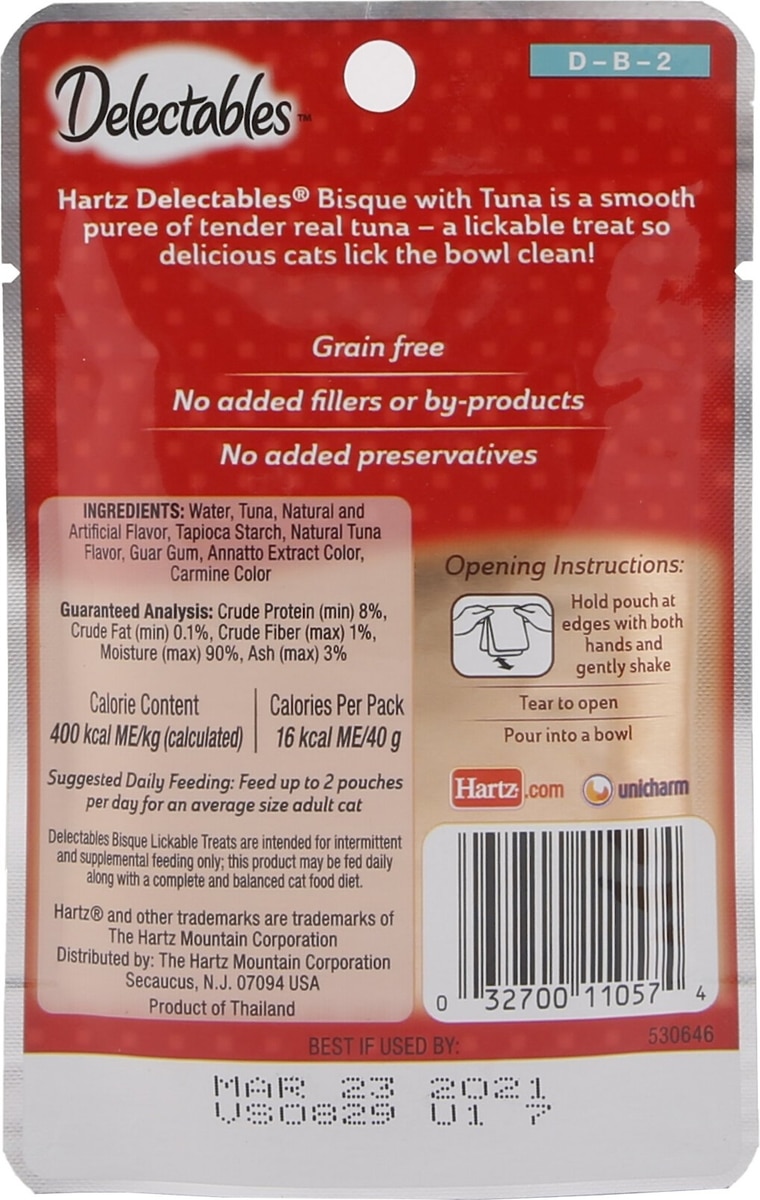 Delectables™
D-B-2
Hartz Delectables® Bisque with Tuna is a smooth
puree of tender real tuna – a lickable treat so
delicious cats lick the bowl clean!
Grain free
No added fillers or by-products
No added preservatives
INGREDIENTS: Water, Tuna, Natural and
Artificial Flavor, Tapioca Starch, Natural Tuna
Flavor, Guar Gum, Annatto Extract Color,
Carmine Color
Guaranteed Analysis: Crude Protein (min) 8%,
Crude Fat (min) 0.1%, Crude Fiber (max) 1%,
Moisture (max) 90%, Ash (max) 3%
Calorie Content
400 kcal ME/kg (calculated)
Calories Per Pack
16 kcal ME/40 g
Suggested Daily Feeding: Feed up to 2 pouches
per day for an average size adult cat
Delectables Bisque Lickable Treats are intended for intermittent
and supplemental feeding only; this product may be fed daily
along with a complete and balanced cat food diet.
Hartz® and other trademarks are trademarks of
The Hartz Mountain Corporation
Distributed by: The Hartz Mountain Corporation
Secaucus, N.J. 07094 USA
Product of Thailand
Opening Instructions:
Hold pouch at
edges with both
hands and
gently shake
Tear to open
Pour into a bowl
Hartz.com
unicharm
0 32700 11057 4
530646
BEST IF USED BY:
MAR 23 2021
VS0829 U1 7